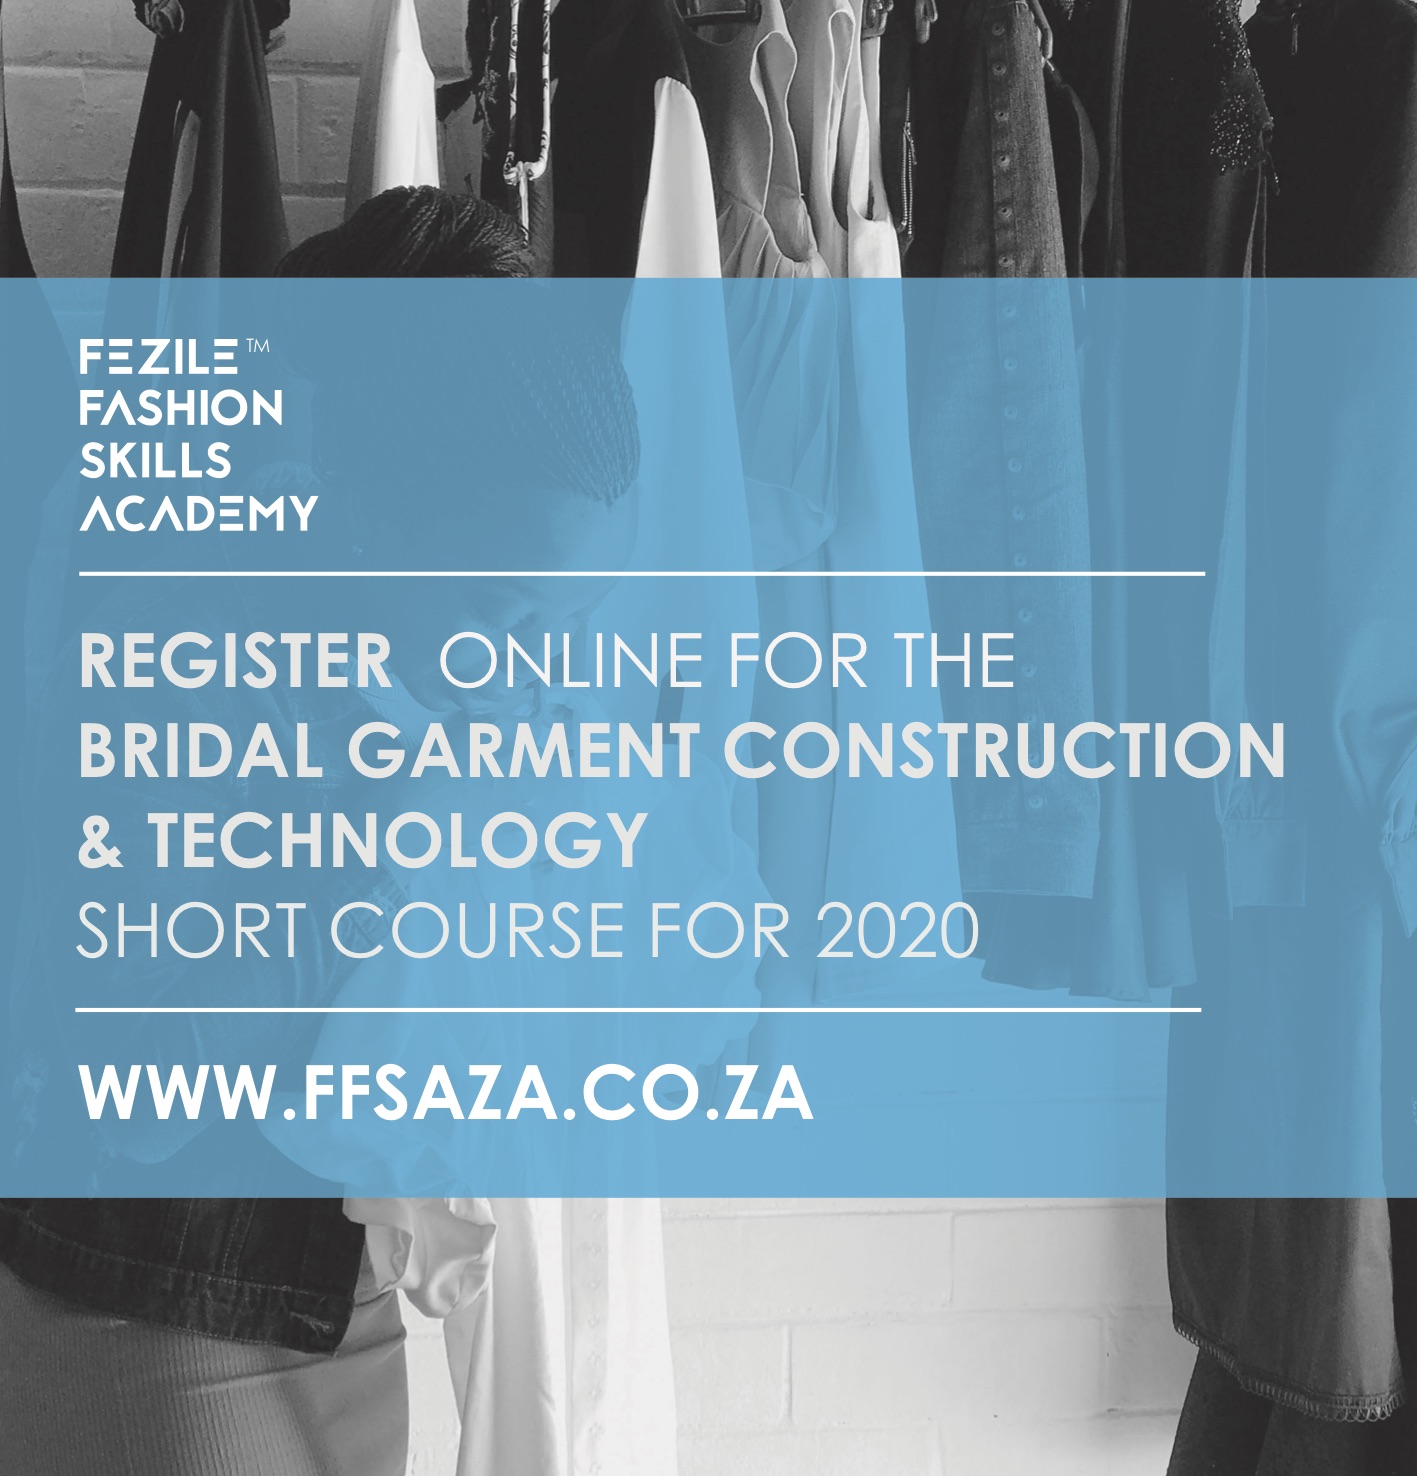 FEZILE™
FASHION
SKILLS
ACADEMY
REGISTER ONLINE FOR THE
BRIDAL GARMENT CONSTRUCTION
& TECHNOLOGY
SHORT COURSE FOR 2020
WWW.FFSAZA.CO.ZA